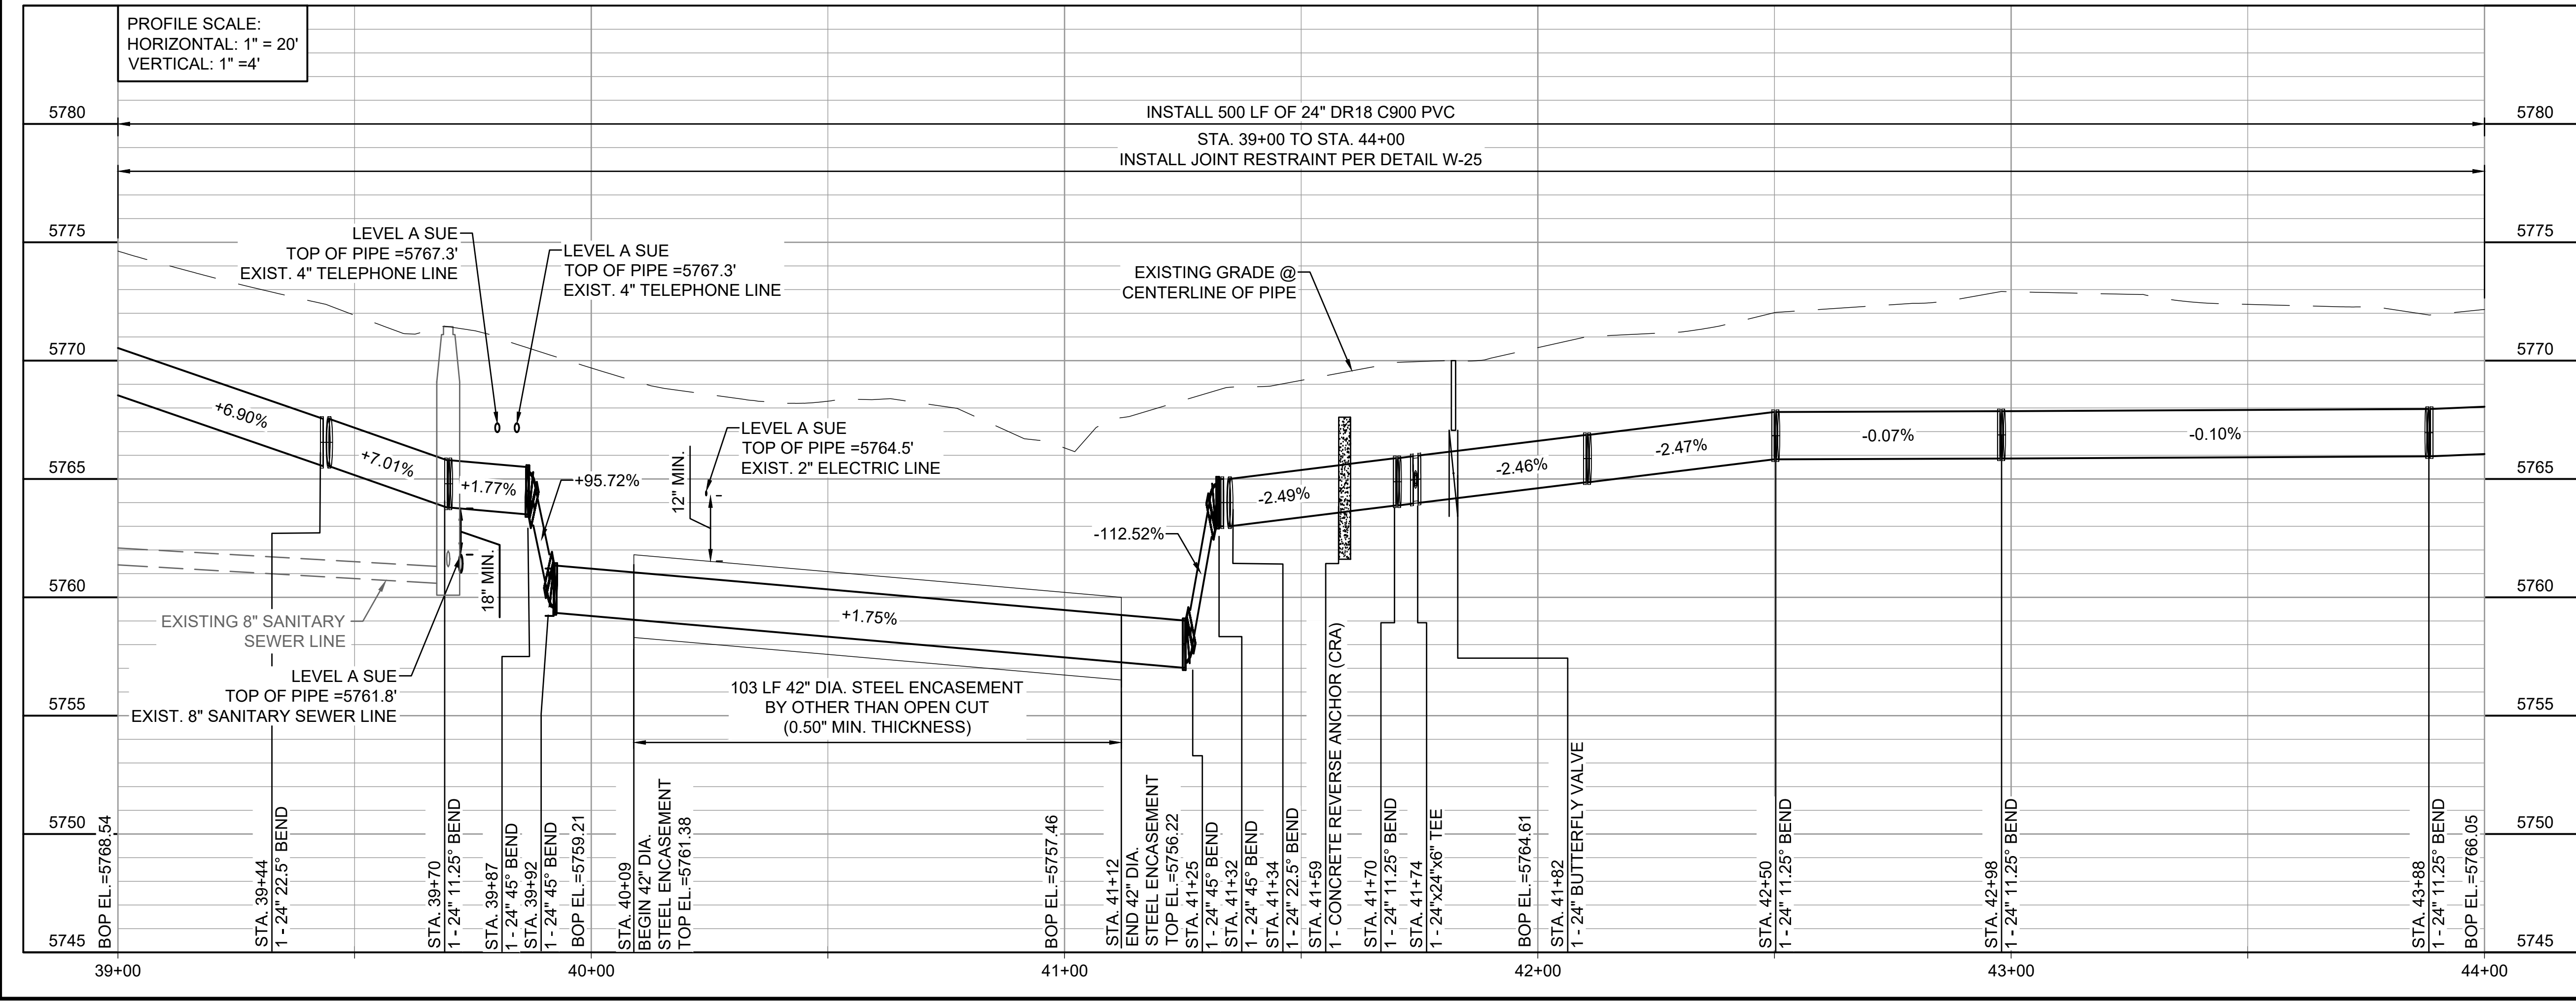 PROFILE SCALE:
HORIZONTAL: 1" = 20'
VERTICAL: 1" =4'
INSTALL 500 LF OF 24" DR18 C900 PVC
STA. 39+00 TO STA. 44+00
INSTALL JOINT RESTRAINT PER DETAIL W-25
5780
5775
5770
5765
5760
5755
5750
5745
5780
5775
5770
5765
5760
5755
5750
5745
LEVEL A SUE
TOP OF PIPE =5767.3'
EXIST. 4" TELEPHONE LINE
LEVEL A SUE
TOP OF PIPE =5767.3'
EXIST. 4" TELEPHONE LINE
EXISTING GRADE @
CENTERLINE OF PIPE
LEVEL A SUE
TOP OF PIPE =5764.5'
EXIST. 2" ELECTRIC LINE
12" MIN.
18" MIN.
+6.90%
+7.01%
+1.77%
+95.72%
+1.75%
-112.52%
-2.49%
-2.46%
-2.47%
-0.07%
-0.10%
EXISTING 8" SANITARY
SEWER LINE
LEVEL A SUE
TOP OF PIPE =5761.8'
EXIST. 8" SANITARY SEWER LINE
103 LF 42" DIA. STEEL ENCASEMENT
BY OTHER THAN OPEN CUT
(0.50" MIN. THICKNESS)
BOP EL.=5768.54
STA. 39+44
1 - 24" 22.5° BEND
STA. 39+70
1 - 24" 11.25° BEND
STA. 39+87
1 - 24" 45° BEND
STA. 39+92
1 - 24" 45° BEND
BOP EL.=5759.21
STA. 40+09
BEGIN 42" DIA.
STEEL ENCASEMENT
TOP EL.=5761.38
BOP EL.=5757.46
STA. 41+12
END 42" DIA.
STEEL ENCASEMENT
TOP EL.=5756.22
STA. 41+25
1 - 24" 45° BEND
STA. 41+32
1 - 24" 45° BEND
STA. 41+34
1 - 24" 22.5° BEND
STA. 41+59
1 - CONCRETE REVERSE ANCHOR (CRA)
STA. 41+70
1 - 24" 11.25° BEND
STA. 41+74
1 - 24"x24"x6" TEE
BOP EL.=5764.61
STA. 41+82
1 - 24" BUTTERFLY VALVE
STA. 42+50
1 - 24" 11.25° BEND
STA. 42+98
1 - 24" 11.25° BEND
STA. 43+88
1 - 24" 11.25° BEND
BOP EL.=5766.05
39+00
40+00
41+00
42+00
43+00
44+00